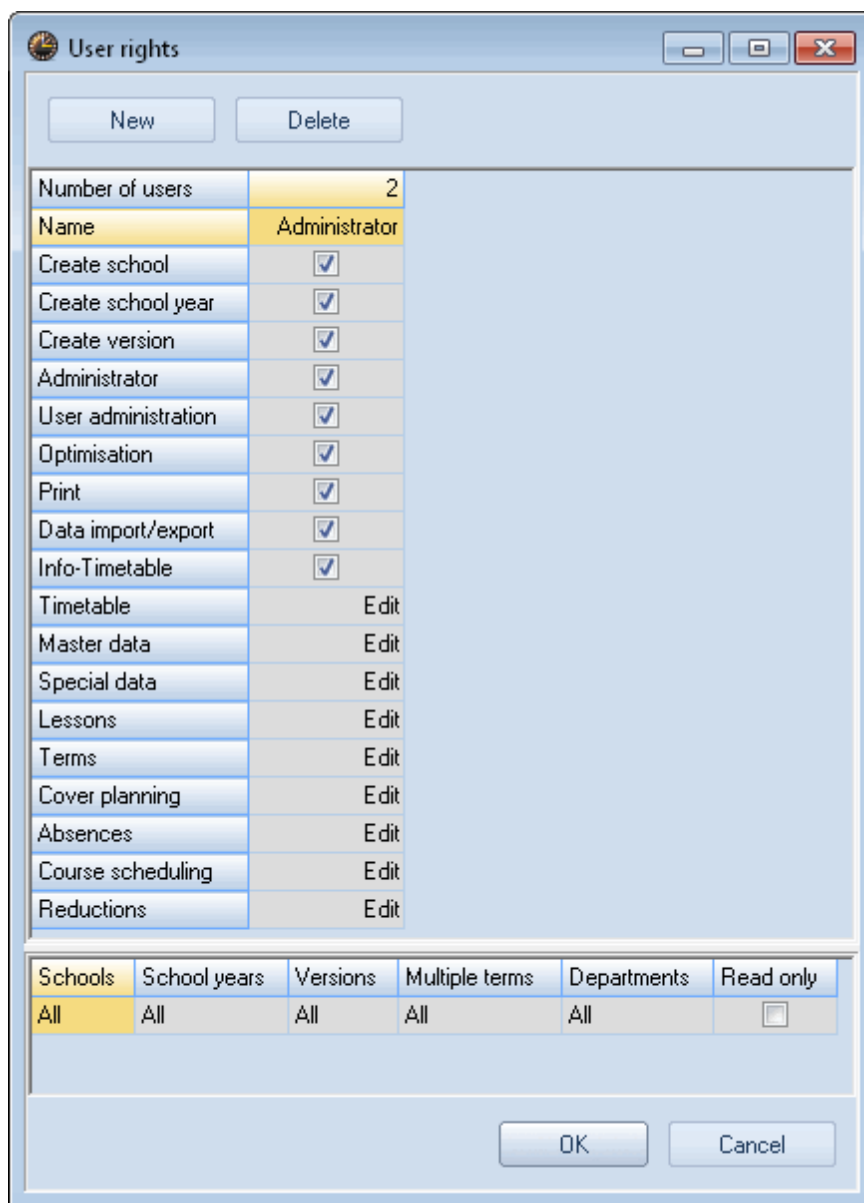 User rights
New Delete
Number of users 2
Name Administrator
Create school
Create school year
Create version
Administrator
User administration
Optimisation
Print
Data import/export
Info-Timetable
Timetable Edit
Master data Edit
Special data Edit
Lessons Edit
Terms Edit
Cover planning Edit
Absences Edit
Course scheduling Edit
Reductions Edit
Schools School years Versions Multiple terms Departments Read only
All All All All All
OK Cancel